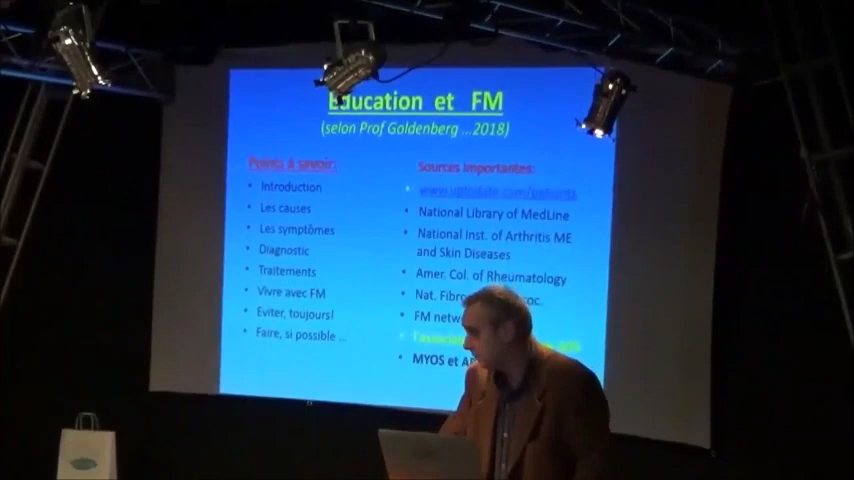 Education et FM
(selon Prof Goldenberg ...2018)
Points à savoir:
• Introduction
• Les causes
• Les symptômes
• Diagnostic
• Traitements
• Vivre avec FM
• Eviter, toujours!
• Faire, si possible ...
Sources importantes:
• www.uptodate.com/patients
• National Library of MedLine
• National Inst. of Arthritis ME
and Skin Diseases
• Amer. Col. of Rheumatology
• Nat.
• FM
• MYOS et